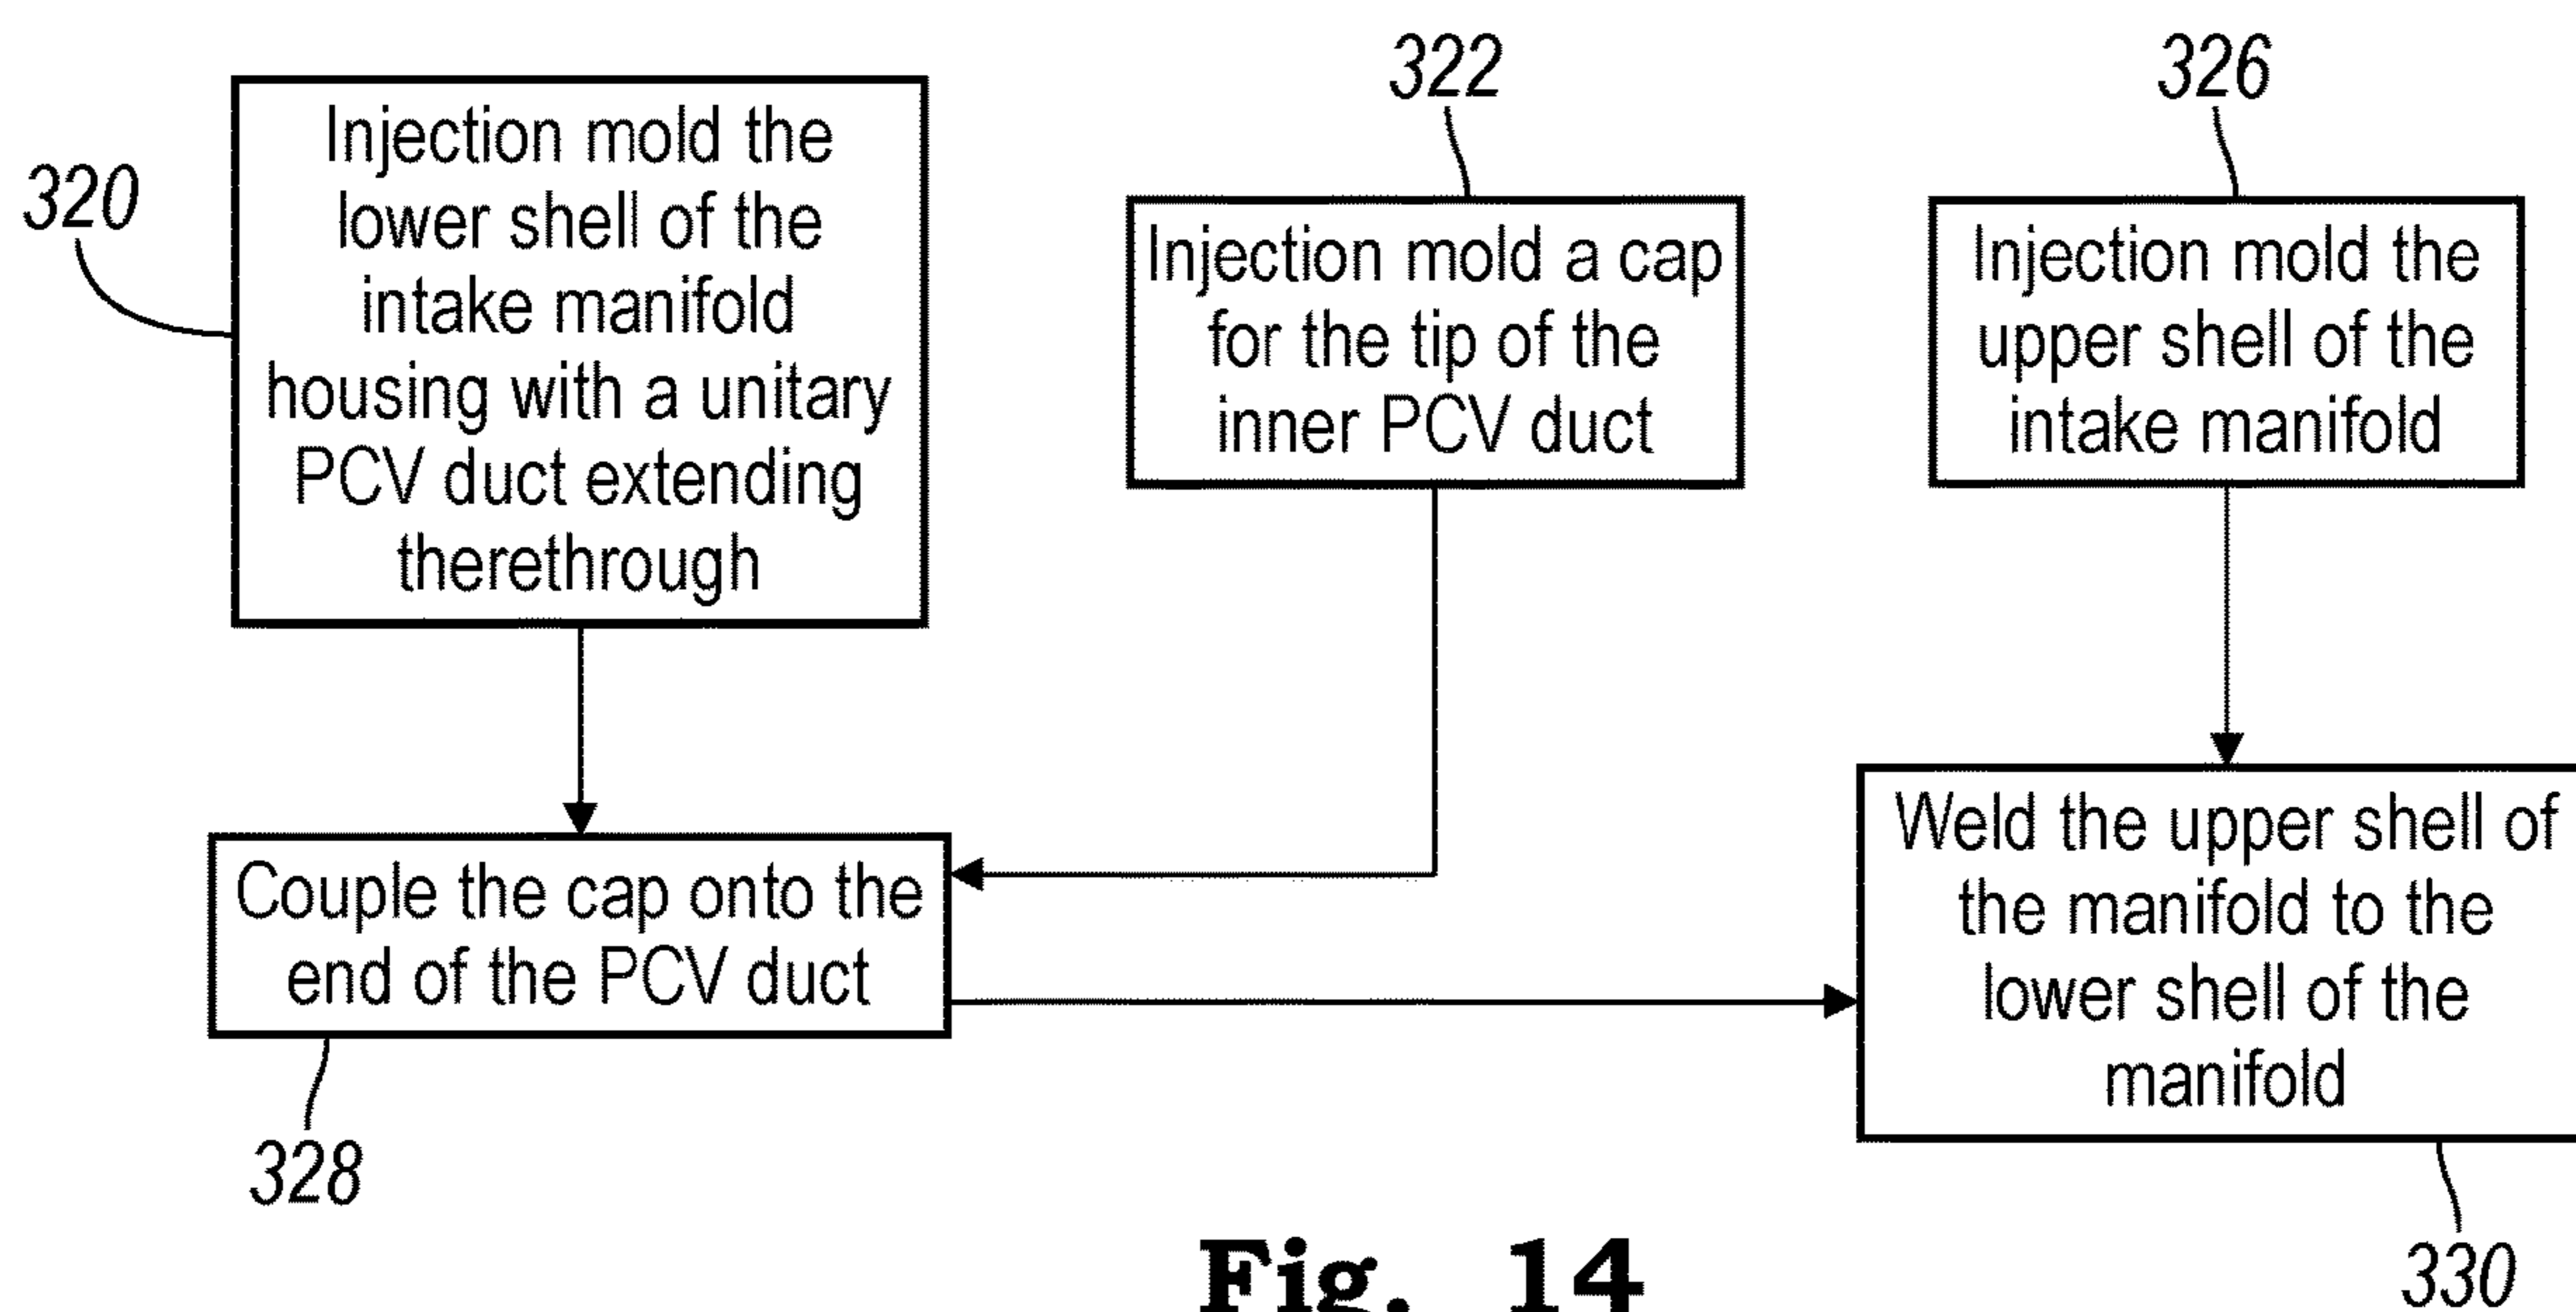 320
Injection mold the
lower shell of the
intake manifold
housing with a unitary
PCV duct extending
therethrough
322
Injection mold a cap
for the tip of the
inner PCV duct
326
Injection mold the
upper shell of the
intake manifold
Couple the cap onto the
end of the PCV duct
328
Weld the upper shell of
the manifold to the
lower shell of the
manifold
330
Fig. 14